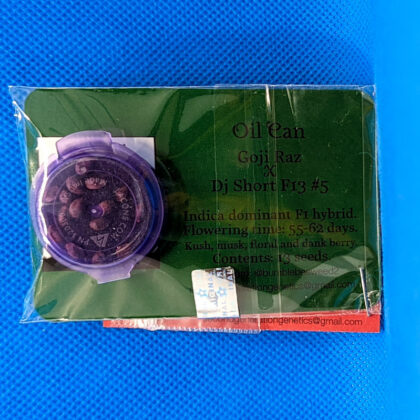 Oil Can
Goji Raz
X
Dj Short F13 #5
Indica dominant F1 hybrid.
Flowering time: 55-62 days.
Kush, musk, floral and dank berry.
Contents: 13 seeds.